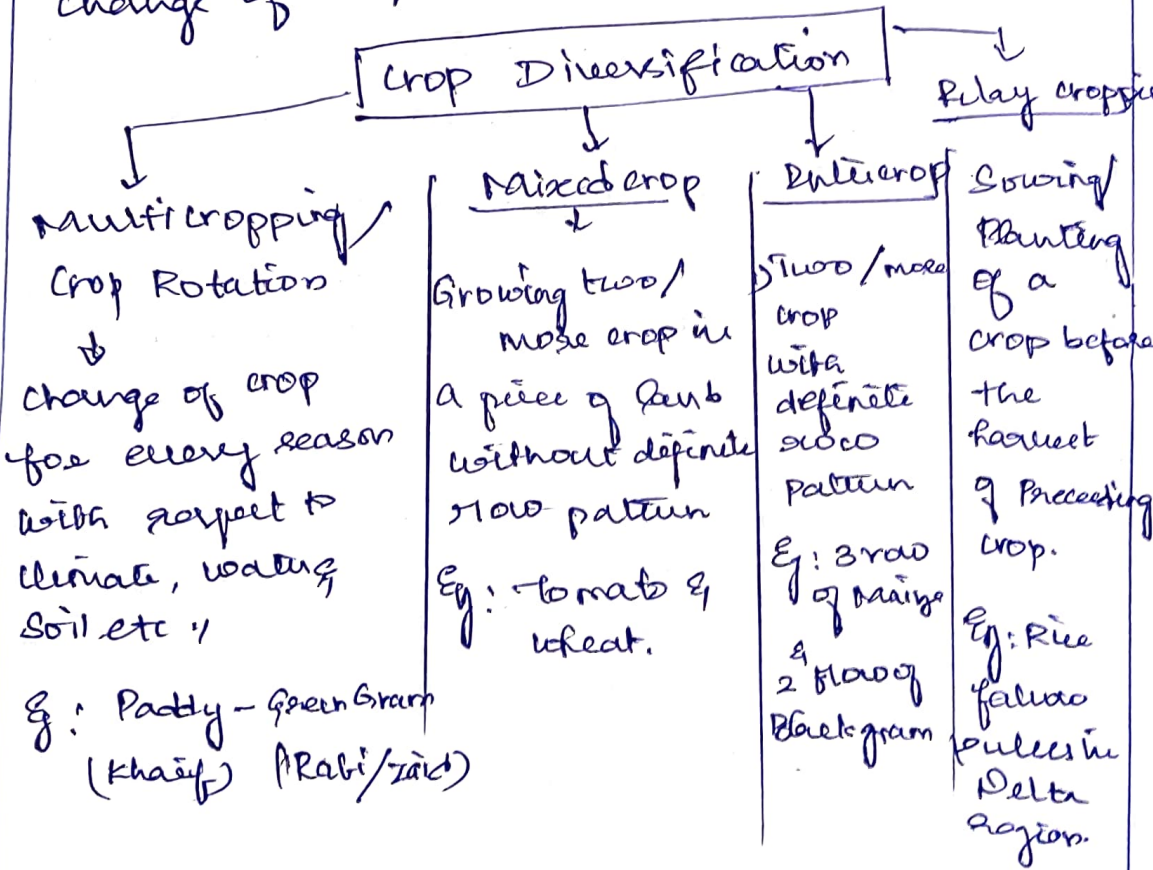 change of
Crop Diversification
Relay cropping
Multicropping/
Crop Rotation
change of crop
for every season
with respect to
climate, water &
Soil etc
Eg: Paddy - Green Gram
(Kharif) (Rabi/Zaid)
Mixed crop
Growing two/
more crop in
a piece of land
without definite
row pattern
Eg: tomato &
wheat.
Intercrop
Two/more
crop
with
definite
row
pattern
Eg: 3 row
of Maize
&
2 row of
Blackgram
Sowing/
Planting
of a
crop before
the
harvest
of Preceeding
crop.
Eg: Rice
fallow
pulses in
Delta
region.